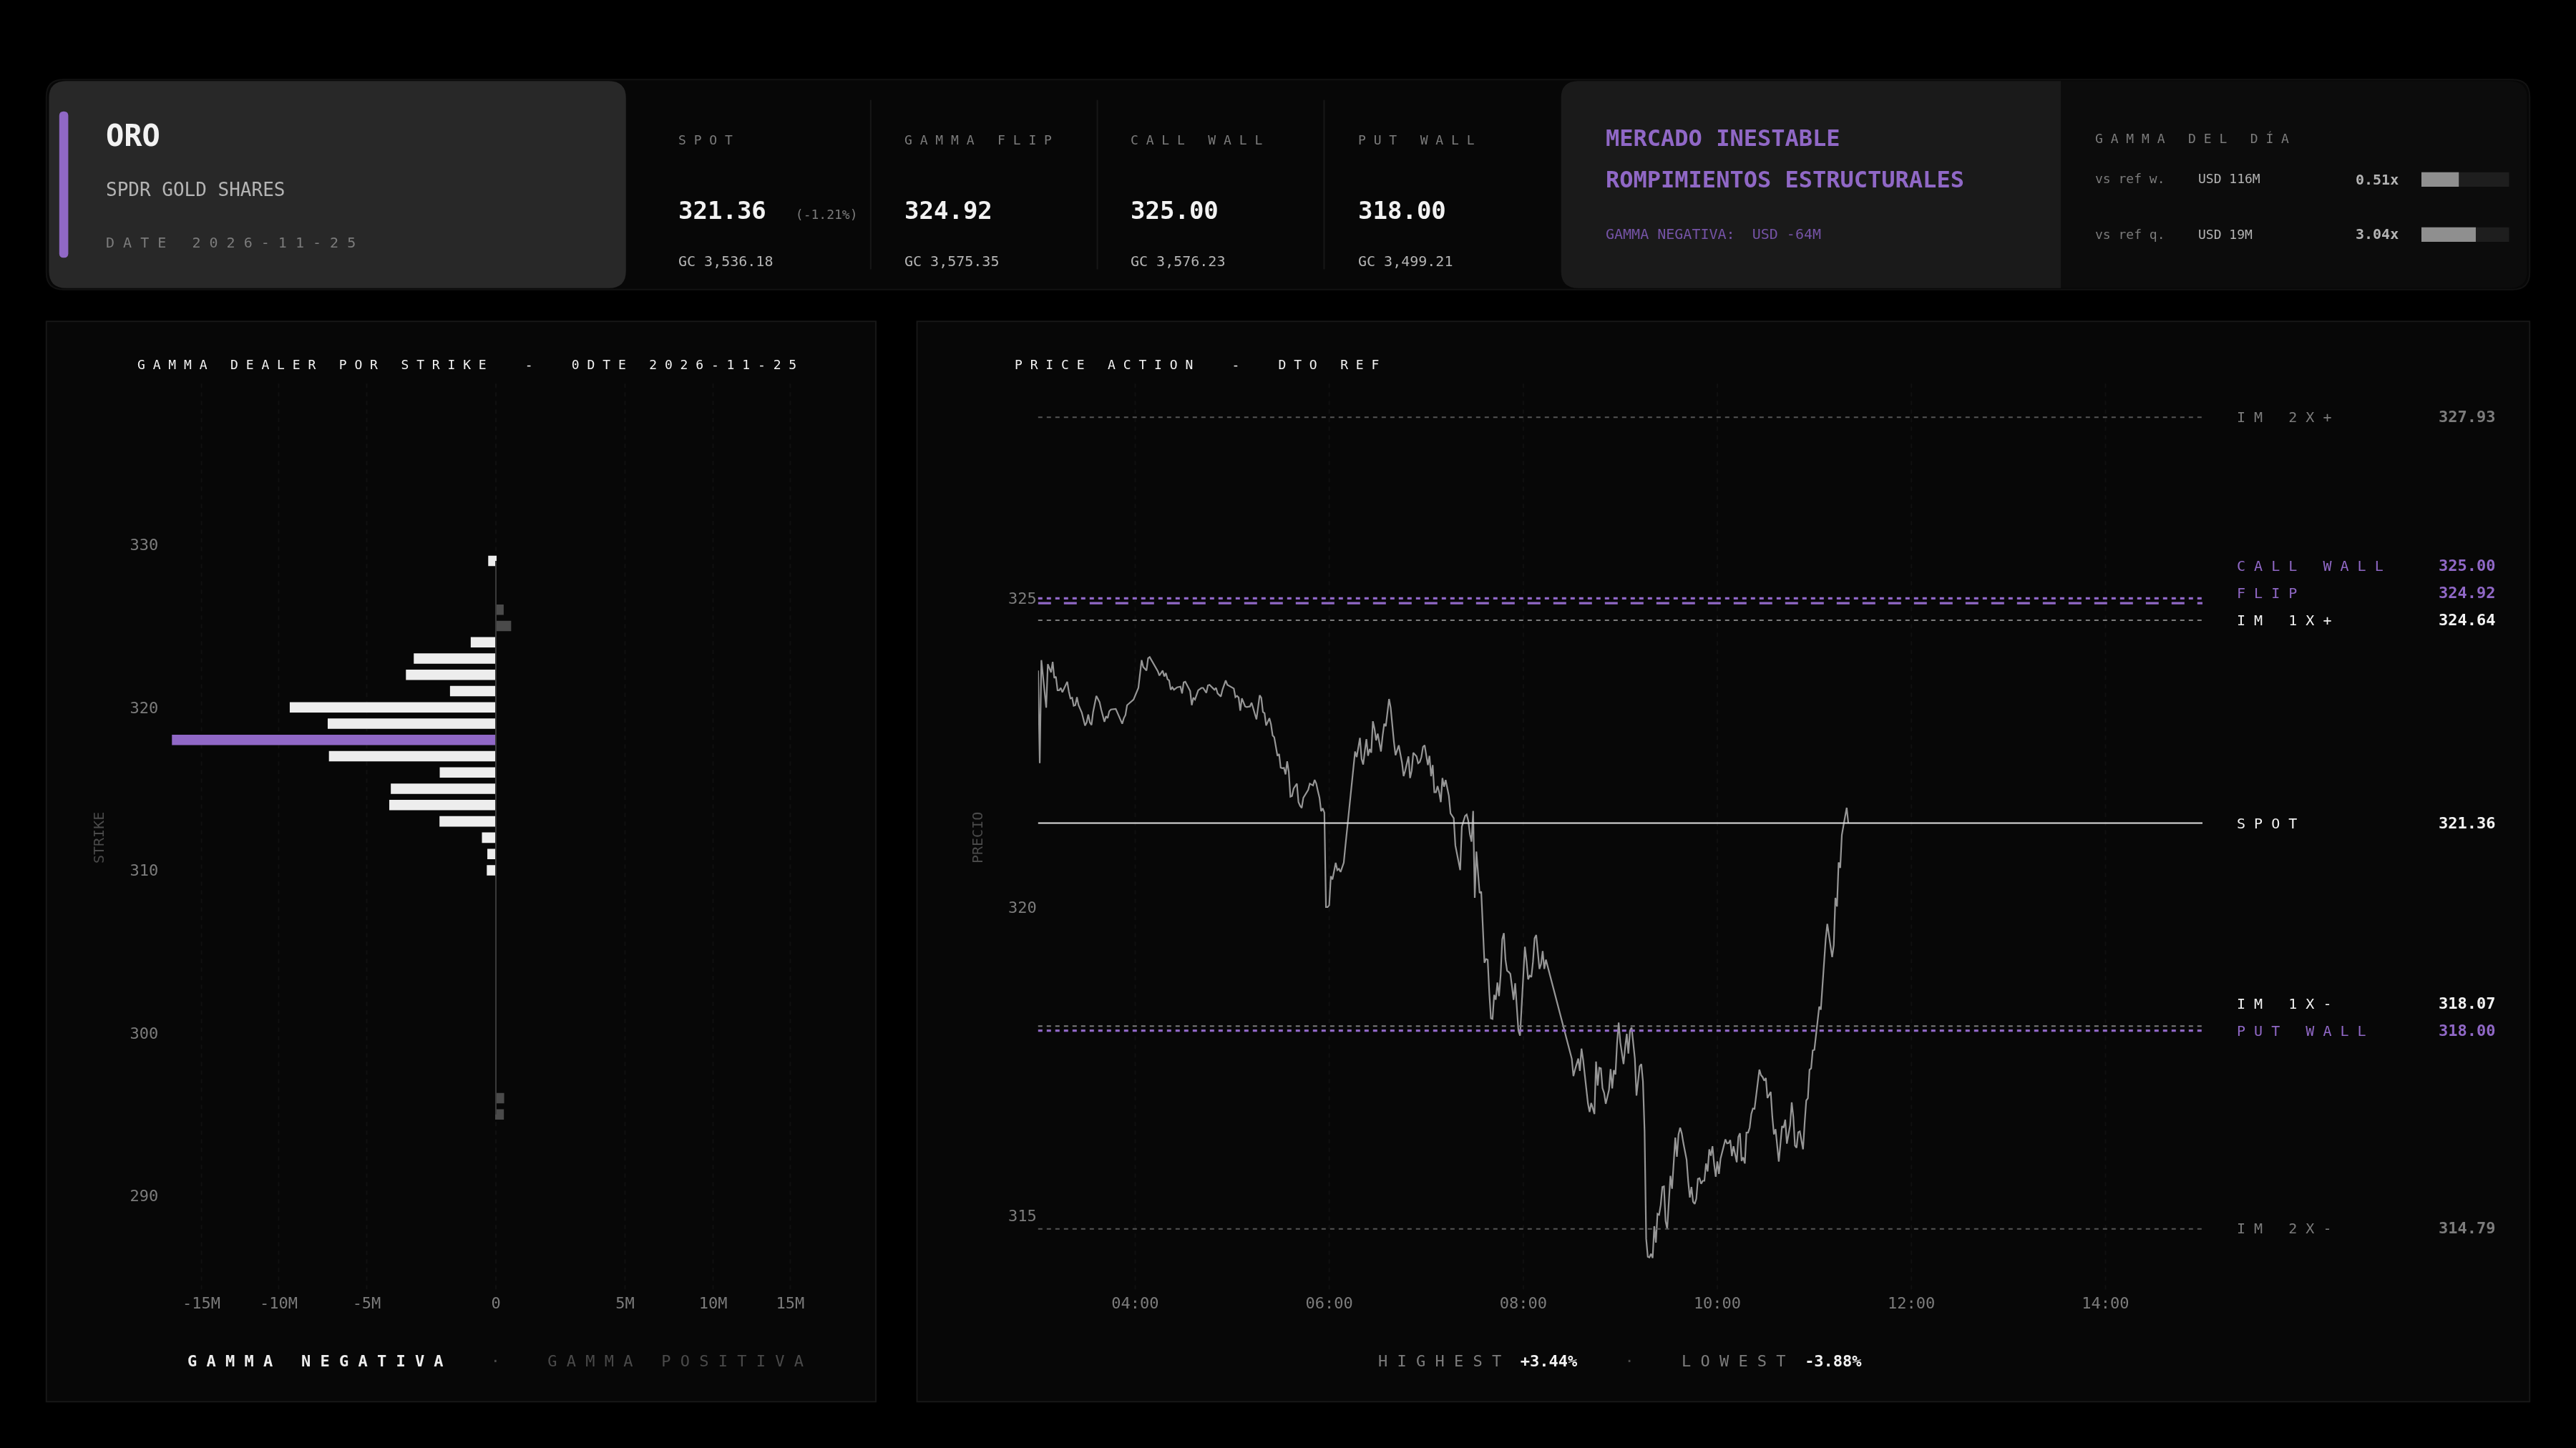 ORO
SPDR GOLD SHARES
DATE 2026-11-25
SPOT
321.36 (-1.21%)
GC 3,536.18
GAMMA FLIP
324.92
GC 3,575.35
CALL WALL
325.00
GC 3,576.23
PUT WALL
318.00
GC 3,499.21
MERCADO INESTABLE
ROMPIMIENTOS ESTRUCTURALES
GAMMA NEGATIVA: USD -64M
GAMMA DEL DÍA
vs ref w. USD 116M 0.51x
vs ref q. USD 19M 3.04x
GAMMA DEALER POR STRIKE - 0DTE 2026-11-25
STRIKE
330
320
310
300
290
-15M -10M -5M 0 5M 10M 15M
GAMMA NEGATIVA · GAMMA POSITIVA
PRICE ACTION - DTO REF
PRECIO
325
320
315
IM 2X+ 327.93
CALL WALL 325.00
FLIP 324.92
IM 1X+ 324.64
SPOT 321.36
IM 1X- 318.07
PUT WALL 318.00
IM 2X- 314.79
04:00 06:00 08:00 10:00 12:00 14:00
HIGHEST +3.44% · LOWEST -3.88%